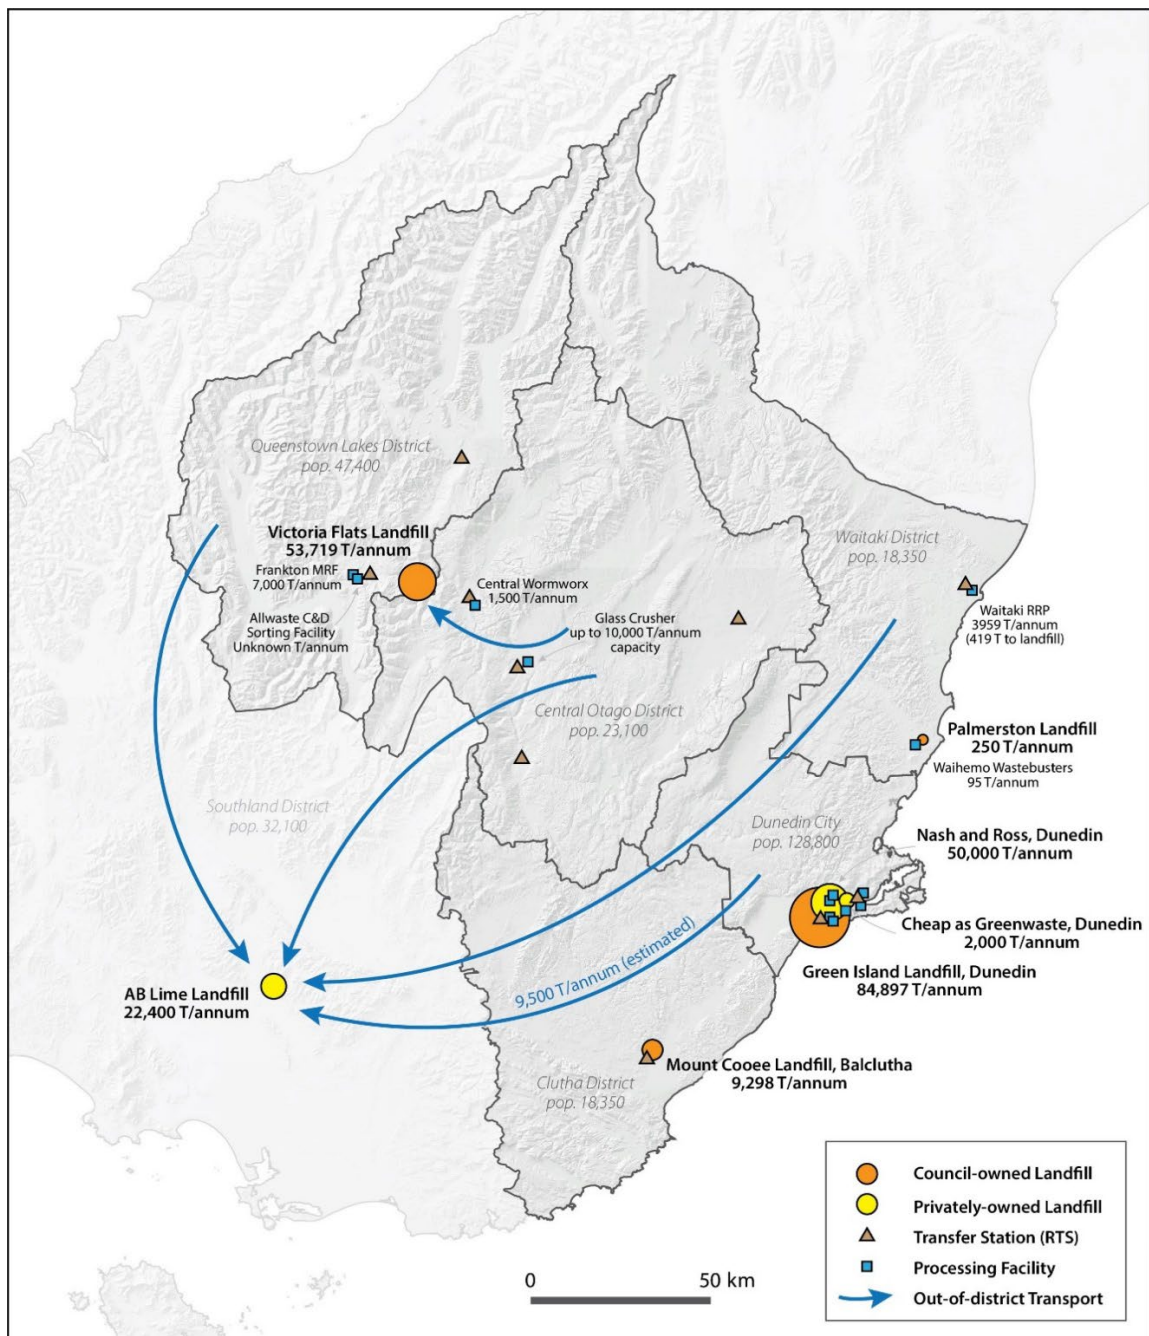 Queenstown Lakes District
pop. 47,400
Victoria Flats Landfill
53,719 T/annum
Frankton MRF
7,000 T/annum
Allwaste C&D
Sorting Facility
Unknown T/annum
Central Wormworx
1,500 T/annum
Glass Crusher
up to 10,000 T/annum
capacity
Waitaki District
pop. 18,350
Waitaki RRP
3959 T/annum
(419 T to landfill)
Central Otago District
pop. 23,100
Palmerston Landfill
250 T/annum
Waihemo Wastebusters
95 T/annum
Southland District
pop. 32,100
Dunedin City
pop. 128,800
Nash and Ross, Dunedin
50,000 T/annum
Cheap as Greenwaste, Dunedin
2,000 T/annum
Green Island Landfill, Dunedin
84,897 T/annum
9,500 T/annum (estimated)
AB Lime Landfill
22,400 T/annum
Mount Cooee Landfill, Balclutha
9,298 T/annum
Clutha District
pop. 18,350
Council-owned Landfill
Privately-owned Landfill
Transfer Station (RTS)
Processing Facility
Out-of-district Transport
0 50 km